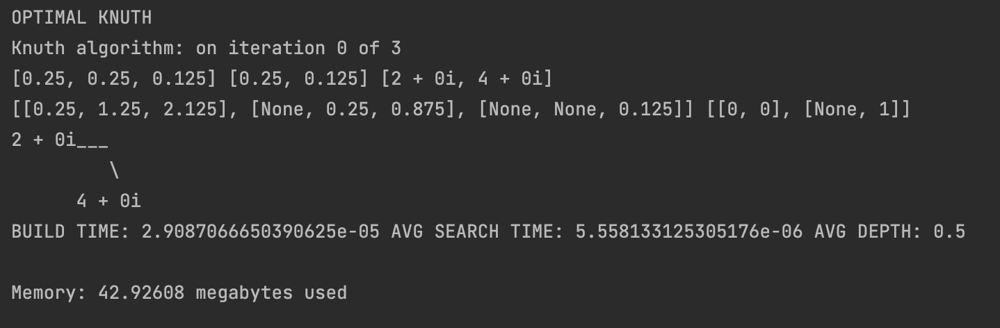 OPTIMAL KNUTH
Knuth algorithm: on iteration 0 of 3
[0.25, 0.25, 0.125] [0.25, 0.125] [2 + 0i, 4 + 0i]
[[0.25, 1.25, 2.125], [None, 0.25, 0.875], [None, None, 0.125]] [[0, 0], [None, 1]]
2 + 0i___
         \
      4 + 0i
BUILD TIME: 2.9087066650390625e-05 AVG SEARCH TIME: 5.558133125305176e-06 AVG DEPTH: 0.5
Memory: 42.92608 megabytes used